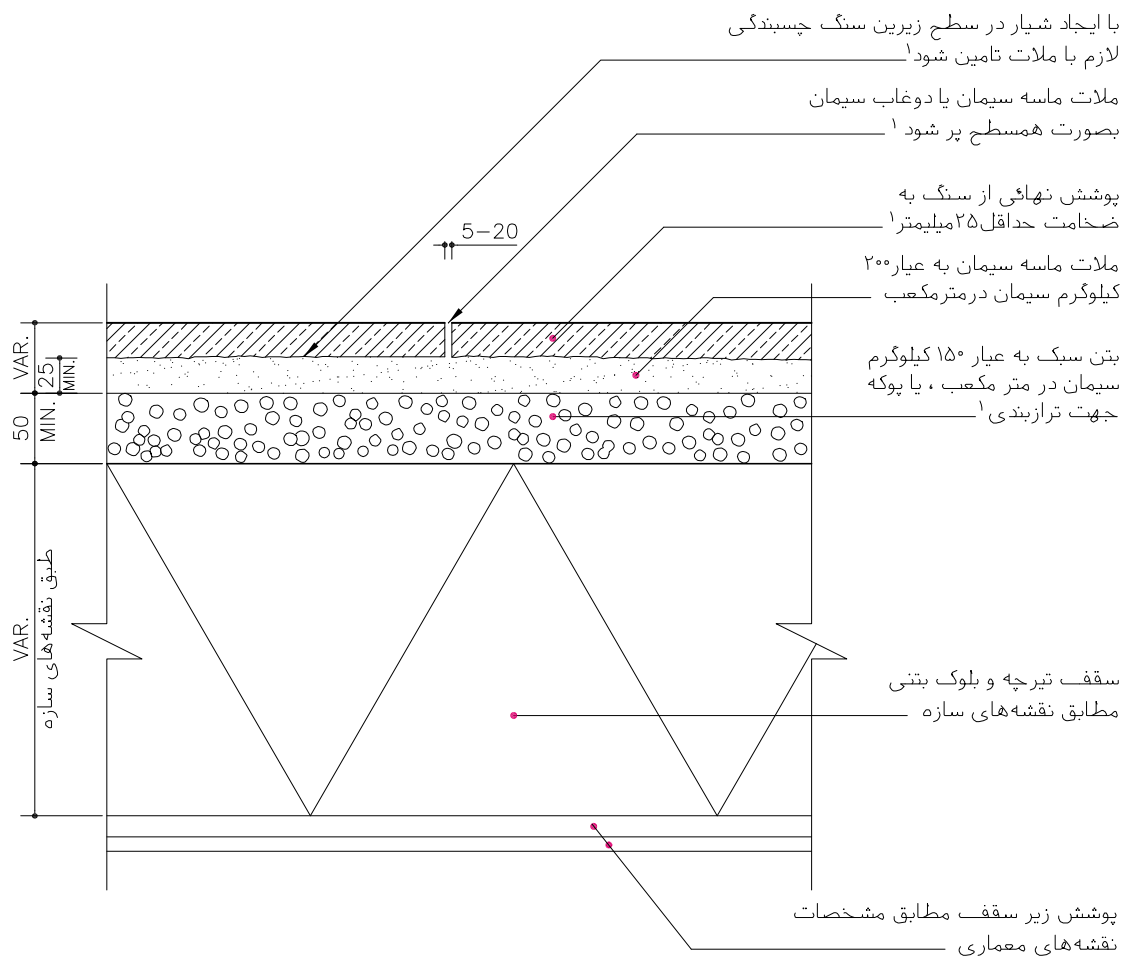 با ایجاد شیار در سطح زیرین سنگ چسبندگی
لازم با ملات تامین شود۱
ملات ماسه سیمان یا دوغاب سیمان
بصورت همسطح پر شود ۱
پوشش نهائی از سنگ به
ضخامت حداقل۲۵میلیمتر۱
5-20
ملات ماسه سیمان به عیار۲۰۰
کیلوگرم سیمان درمترمکعب
VAR.
25
MIN.
بتن سبک به عیار ۱۵۰ کیلوگرم
سیمان در متر مکعب ، یا پوکه
جهت ترازبندی ۱
50
MIN.
VAR.
طبق نقشه‌های سازه
سقف تیرچه و بلوک بتنی
مطابق نقشه‌های سازه
پوشش زیر سقف مطابق مشخصات
نقشه‌های معماری